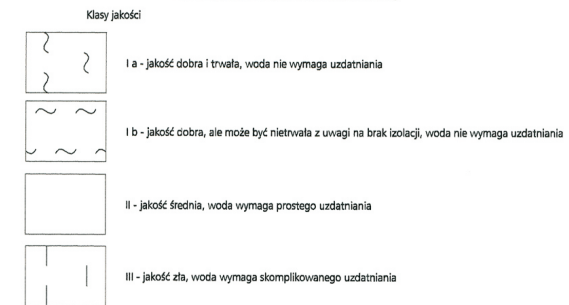 Klasy jakości
I a - jakość dobra i trwała, woda nie wymaga uzdatniania
I b - jakość dobra, ale może być nietrwała z uwagi na brak izolacji, woda nie wymaga uzdatniania
II - jakość średnia, woda wymaga prostego uzdatniania
III - jakość zła, woda wymaga skomplikowanego uzdatniania